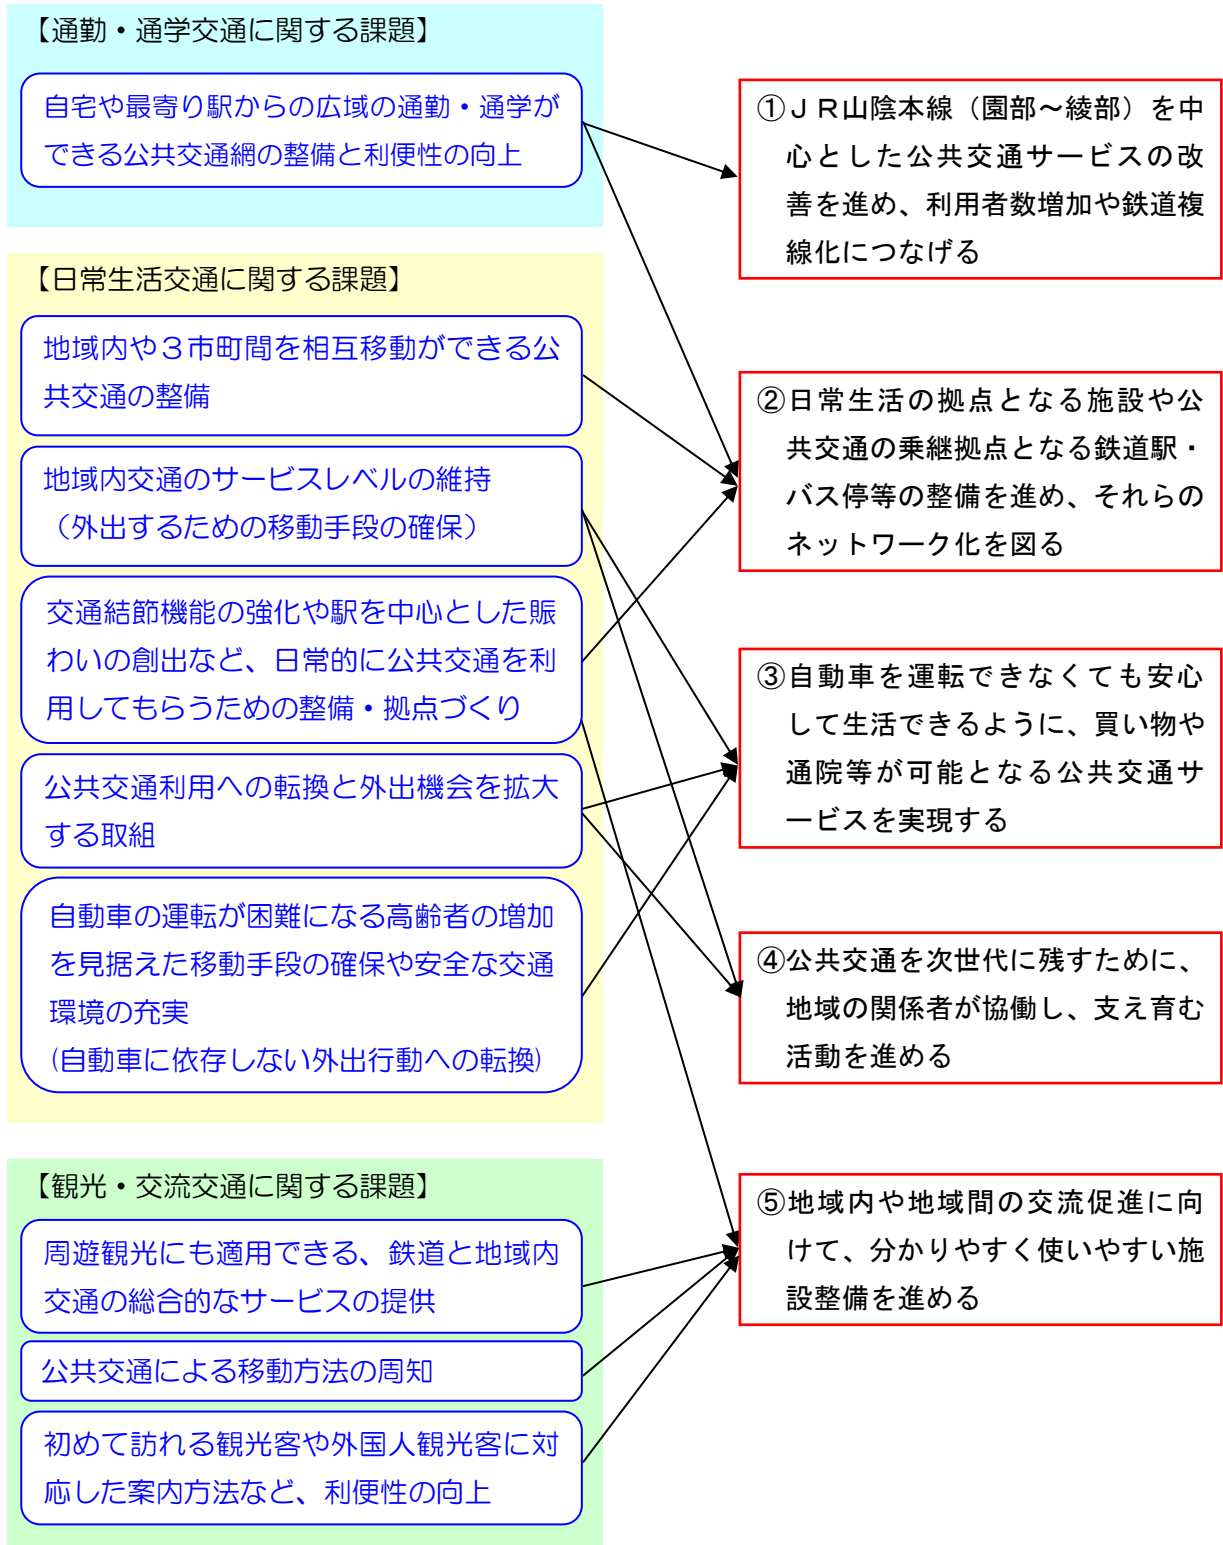 【通勤・通学交通に関する課題】
自宅や最寄り駅からの広域の通勤・通学が
できる公共交通網の整備と利便性の向上
【日常生活交通に関する課題】
地域内や３市町間を相互移動ができる公
共交通の整備
地域内交通のサービスレベルの維持
（外出するための移動手段の確保）
交通結節機能の強化や駅を中心とした賑
わいの創出など、日常的に公共交通を利
用してもらうための整備・拠点づくり
公共交通利用への転換と外出機会を拡大
する取組
自動車の運転が困難になる高齢者の増加
を見据えた移動手段の確保や安全な交通
環境の充実
(自動車に依存しない外出行動への転換)
【観光・交流交通に関する課題】
周遊観光にも適用できる、鉄道と地域内
交通の総合的なサービスの提供
公共交通による移動方法の周知
初めて訪れる観光客や外国人観光客に対
応した案内方法など、利便性の向上
①ＪＲ山陰本線（園部～綾部）を中
心とした公共交通サービスの改
善を進め、利用者数増加や鉄道複
線化につなげる
②日常生活の拠点となる施設や公
共交通の乗継拠点となる鉄道駅・
バス停等の整備を進め、それらの
ネットワーク化を図る
③自動車を運転できなくても安心
して生活できるように、買い物や
通院等が可能となる公共交通サ
ービスを実現する
④公共交通を次世代に残すために、
地域の関係者が協働し、支え育む
活動を進める
⑤地域内や地域間の交流促進に向
けて、分かりやすく使いやすい施
設整備を進める